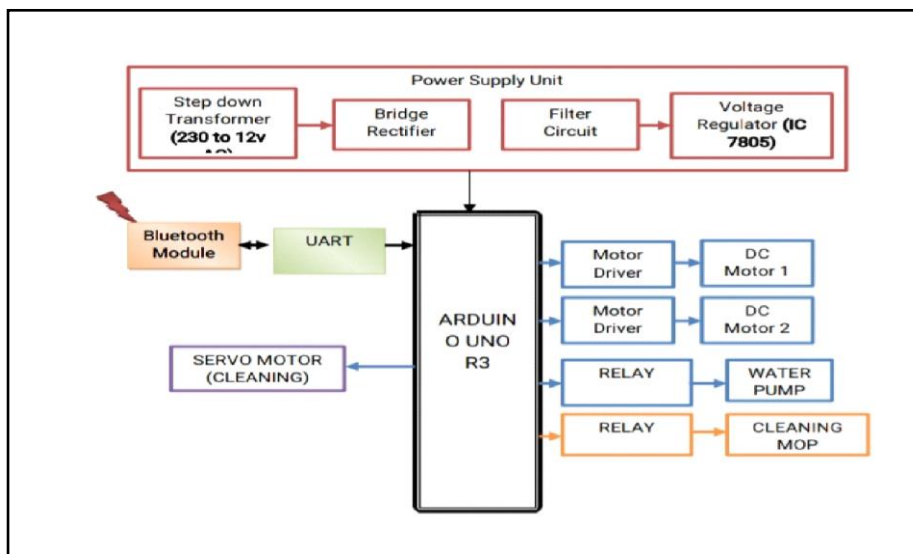 Power Supply Unit
Step down
Transformer
(230 to 12v
Bridge
Rectifier
Filter
Circuit
Voltage
Regulator (IC
7805)
Bluetooth
Module
UART
ARDUIN
O UNO
R3
SERVO MOTOR
(CLEANING)
Motor
Driver
DC
Motor 1
Motor
Driver
DC
Motor 2
RELAY
WATER
PUMP
RELAY
CLEANING
MOP